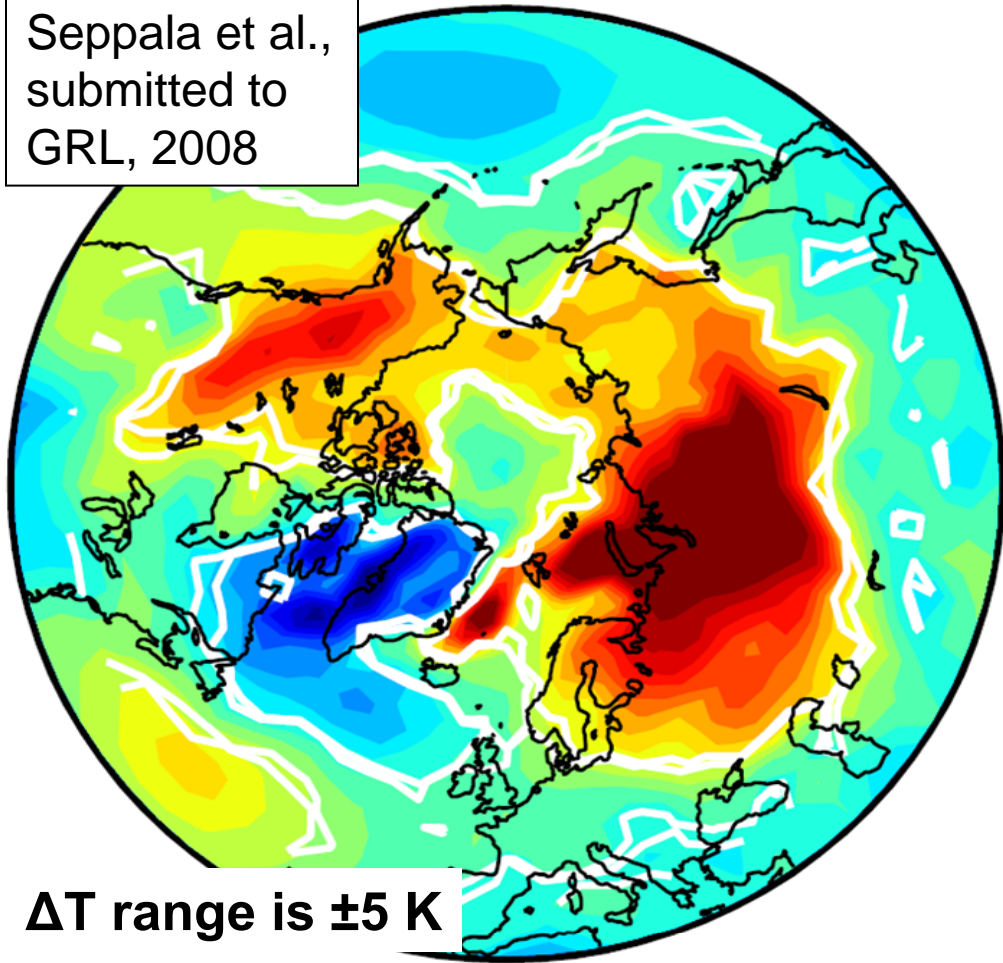 Seppala et al.,
submitted to
GRL, 2008
ΔT range is ±5 K